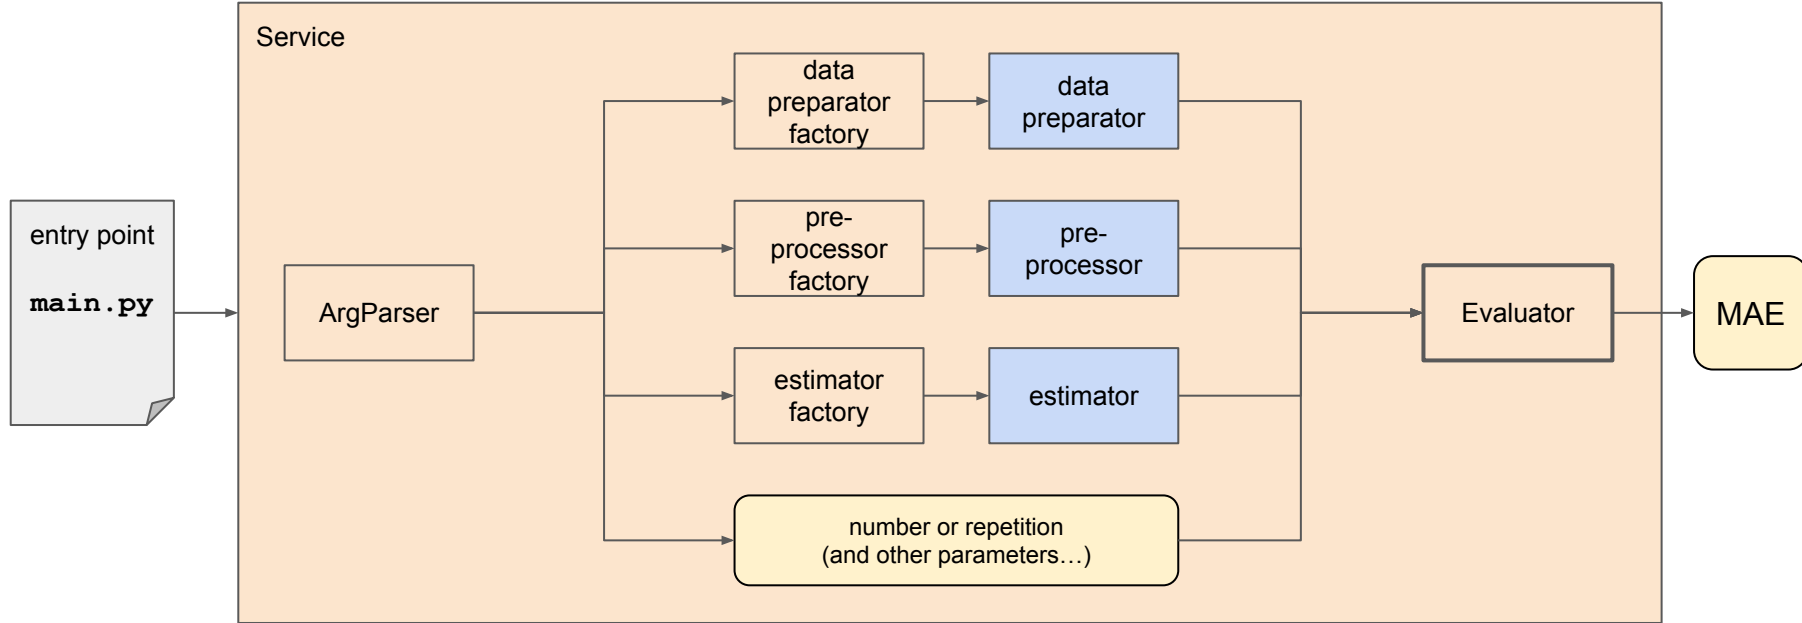 Service
entry point
main.py
ArgParser
data
preparator
factory
data
preparator
pre-
processor
factory
pre-
processor
estimator
factory
estimator
number or repetition
(and other parameters…)
Evaluator
MAE